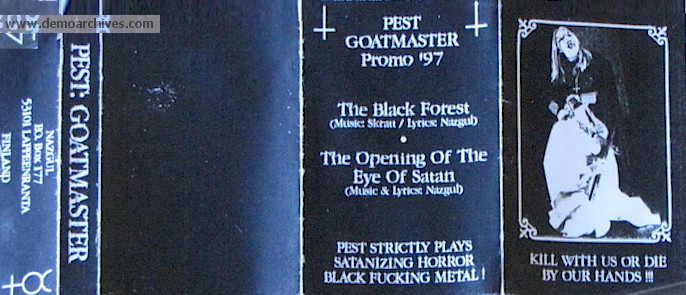 www.demoarchives.com
NAZGUL
P.O. Box 177
53101 LAPPEENRANTA
FINLAND
PEST: GOATMASTER
PEST
GOATMASTER
Promo '97
The Black Forest
(Music: Skratt / Lyrics: Nazgul)
The Opening Of The
Eye Of Satan
(Music & Lyrics: Nazgul)
PEST STRICTLY PLAYS
SATANIZING HORROR
BLACK FUCKING METAL!
KILL WITH US OR DIE
BY OUR HANDS !!!